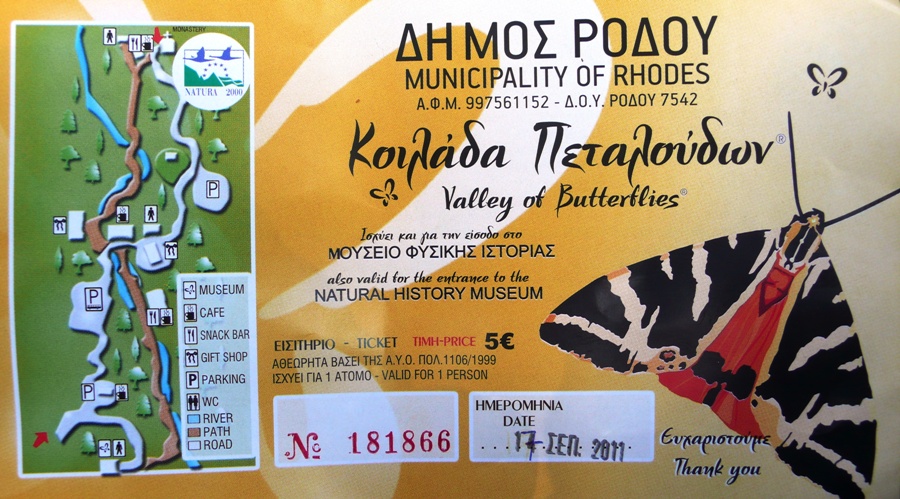 MONASTERY
NATURA 2000
P
P
P
MUSEUM
CAFE
SNACK BAR
GIFT SHOP
P PARKING
WC
RIVER
PATH
ROAD
ΔΗΜΟΣ ΡΟΔΟΥ
MUNICIPALITY OF RHODES
Α.Φ.Μ. 997561152 - Δ.Ο.Υ. ΡΟΔΟΥ 7542
Κοιλάδα Πεταλούδων®
Valley of Butterflies®
Ισχύει και για την είσοδο στο
ΜΟΥΣΕΙΟ ΦΥΣΙΚΗΣ ΙΣΤΟΡΙΑΣ
also valid for the entrance to the
NATURAL HISTORY MUSEUM
ΕΙΣΙΤΗΡΙΟ - TICKET ΤΙΜΗ-PRICE 5€
ΑΘΕΩΡΗΤΑ ΒΑΣΕΙ ΤΗΣ Α.Υ.Ο. ΠΟΛ.1106/1999
ΙΣΧΥΕΙ ΓΙΑ 1 ΑΤΟΜΟ - VALID FOR 1 PERSON
№ 181866
ΗΜΕΡΟΜΗΝΙΑ
DATE
17 ΣΕΠ. 2011
Ευχαριστούμε
Thank you